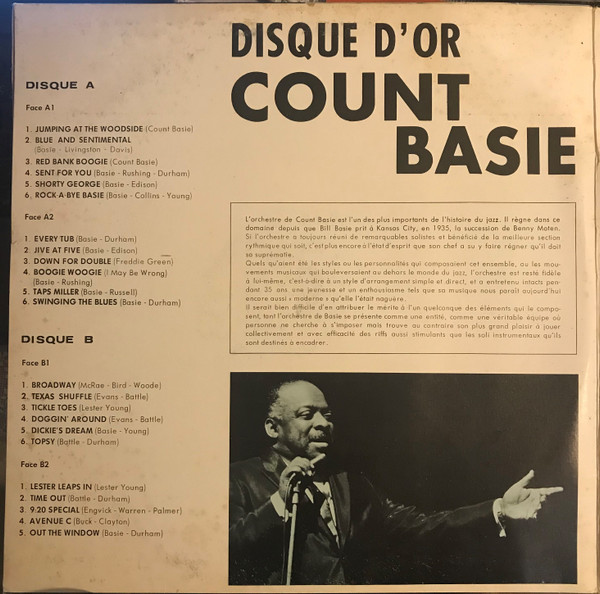 DISQUE D'OR
COUNT
BASIE
DISQUE A
Face A1
1. JUMPING AT THE WOODSIDE (Count Basie)
2. BLUE AND SENTIMENTAL
(Basie - Livingston - Davis)
3. RED BANK BOOGIE (Count Basie)
4. SENT FOR YOU (Basie - Rushing - Durham)
5. SHORTY GEORGE (Basie - Edison)
6. ROCK-A-BYE BASIE (Basie - Collins - Young)
Face A2
1. EVERY TUB (Basie - Durham)
2. JIVE AT FIVE (Basie - Edison)
3. DOWN FOR DOUBLE (Freddie Green)
4. BOOGIE WOOGIE (I May Be Wrong)
(Basie - Rushing)
5. TAPS MILLER (Basie - Russell)
6. SWINGING THE BLUES (Basie - Durham)
DISQUE B
Face B1
1. BROADWAY (McRae - Bird - Woode)
2. TEXAS SHUFFLE (Evans - Battle)
3. TICKLE TOES (Lester Young)
4 DOGGIN' AROUND (Evans - Battle)
5. DICKIE'S DREAM (Basie - Young)
6. TOPSY (Battle - Durham)
Face B2
1. LESTER LEAPS IN (Lester Young)
2. TIME OUT (Battle - Durham)
3. 9:20 SPECIAL (Engvick - Warren - Palmer)
4. AVENUE C (Buck - Clayton)
5. OUT THE WINDOW (Basie - Durham)
L'orchestre de Count Basie est l'un des plus importants de l'histoire du jazz. Il règne dans ce
domaine depuis que Bill Basie prit à Kansas City, en 1935, la succession de Benny Moten.
Si l'orchestre a toujours réuni de remarquables solistes et bénéficié de la meilleure section
rythmique qui soit, c'est plus encore à l'état d'esprit que son chef a su y faire régner qu'il doit
sa suprématie.
Quels qu'aient été les styles ou les personnalités qui composaient cet ensemble, ou les mou-
vements musicaux qui bouleversaient au dehors le monde du jazz, l'orchestre est resté fidèle
à lui-même, c'est-à-dire à un style d'arrangement simple et direct, et a entretenu intacts pen-
dant 35 ans une jeunesse et un enthousiasme tels que sa musique nous paraît aujourd'hui
encore aussi « moderne » qu'elle l'était naguère.
Il serait bien difficile d'en attribuer le mérite à l'un quelconque des éléments qui le compo-
sent, tant l'orchestre de Basie se présente comme une entité, comme une véritable équipe où
personne ne cherche à s'imposer mais trouve au contraire son plus grand plaisir à jouer
collectivement et avec efficacité des riffs aussi stimulants que les soli instrumentaux qu'ils
sont destinés à encadrer.